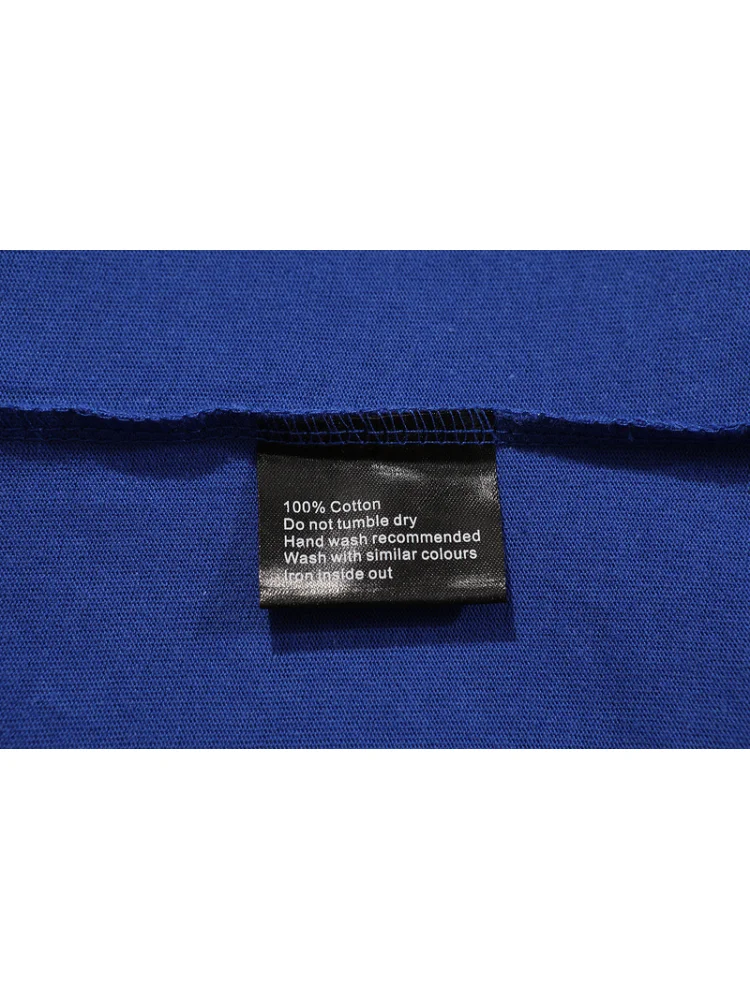 100% Cotton
Do not tumble dry
Hand wash recommended
Wash with similar colours
Iron inside out